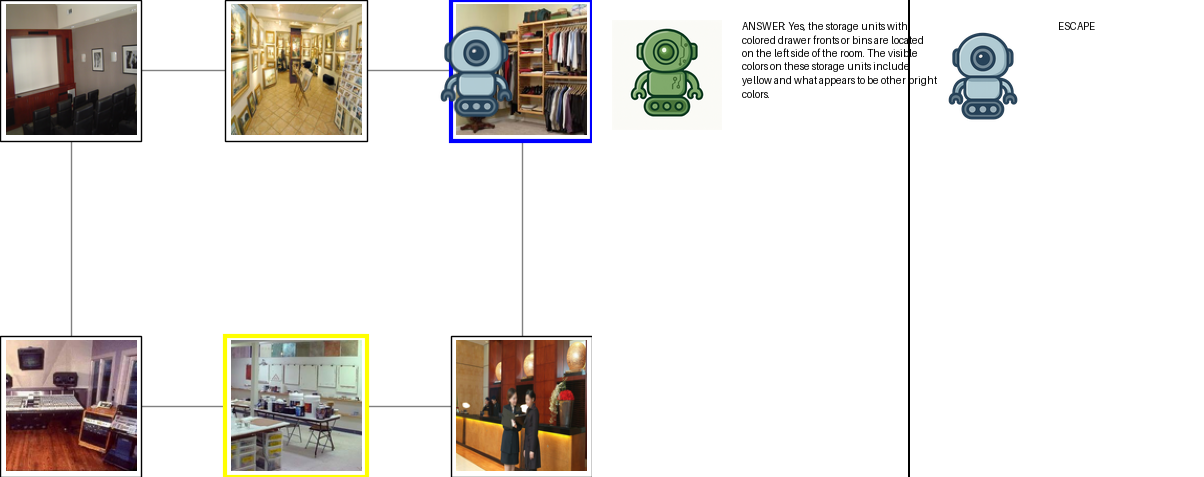 ANSWER: Yes, the storage units with
colored drawer fronts or bins are located
on the left side of the room. The visible
colors on these storage units include
yellow and what appears to be other bright
colors.
ESCAPE